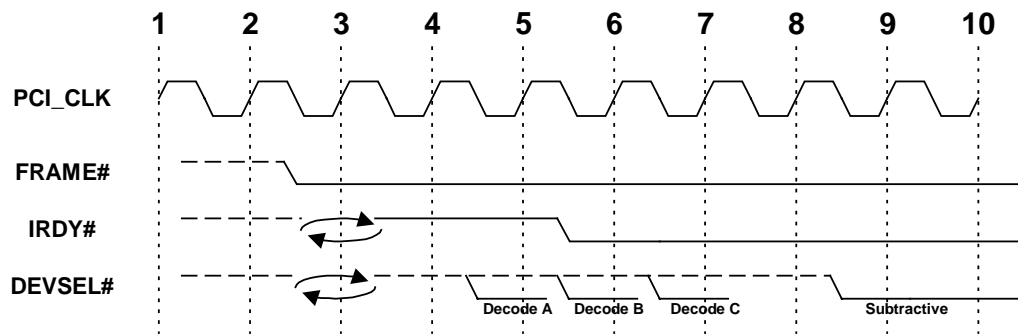 1 2 3 4 5 6 7 8 9 10
PCI_CLK
FRAME#
IRDY#
DEVSEL#
Decode A Decode B Decode C Subtractive